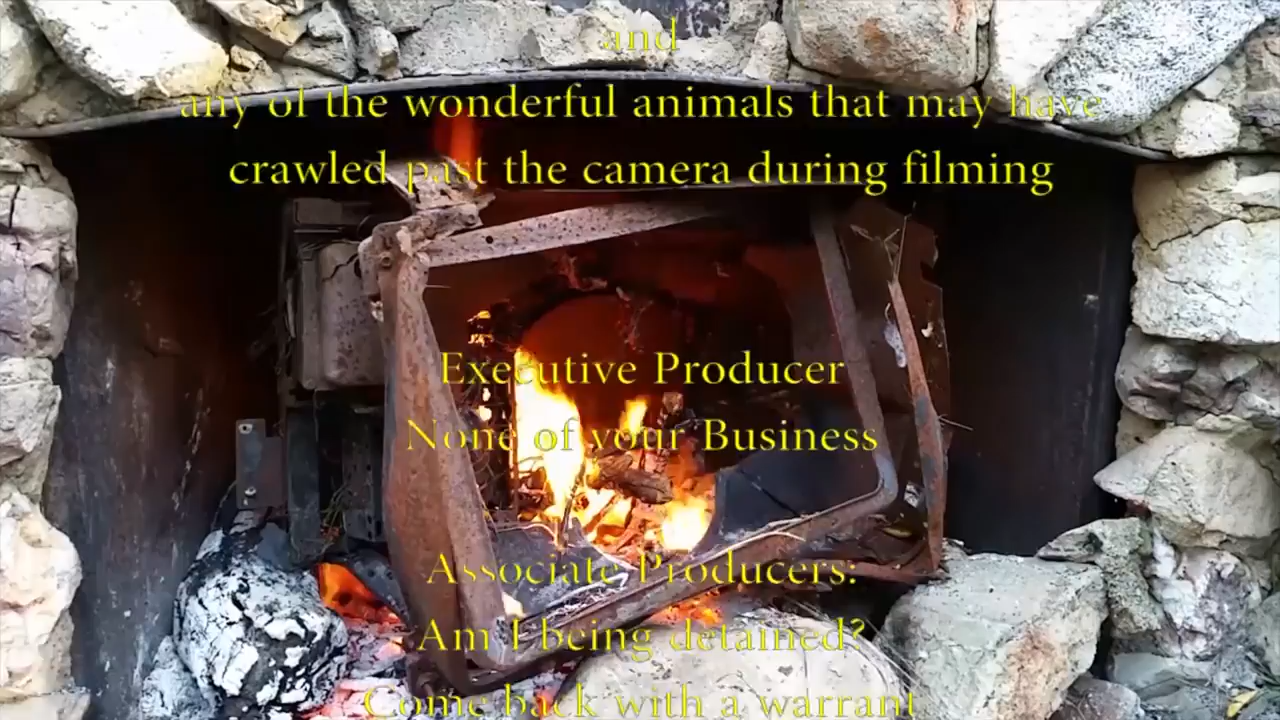 and
any of the wonderful animals that may have
crawled past the camera during filming
Executive Producer
None of your Business
Associate Producers:
Am I being detained?
Come back with a warrant